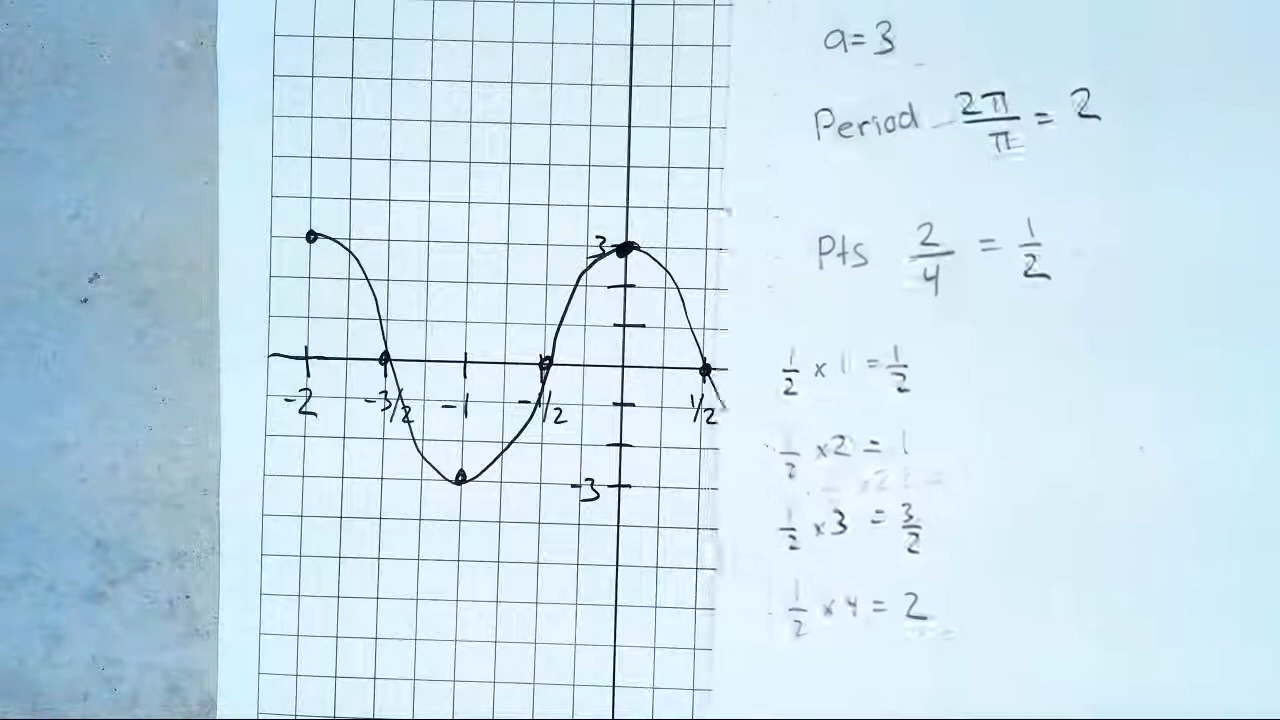 a=3
Period 2π/π = 2
Pts 2/4 = 1/2
1/2 × 1 = 1/2
1/2 × 2 = 1
1/2 × 3 = 3/2
1/2 × 4 = 2
3
-2 -3/2 -1 -1/2 1/2
-3